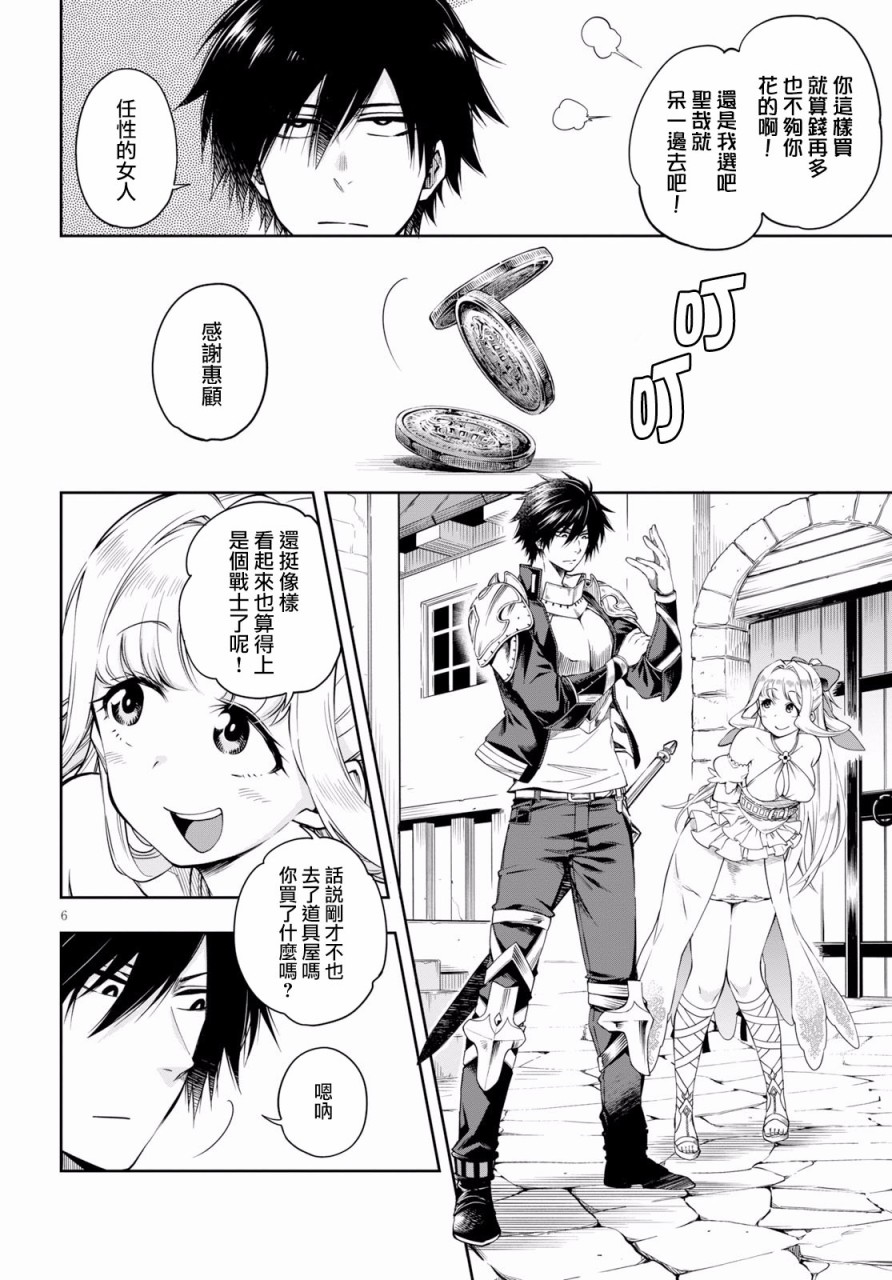 你這樣買
就算錢再多
也不夠你
花的啊！
還是我選吧
聖哉就
呆一邊去吧！
任性的女人
叮
叮
感謝惠顧
還挺像樣
看起來也算得上
是個戰士了呢！
話説剛才不也
去了道具屋嗎
你買了什麼嗎？
嗯吶
6